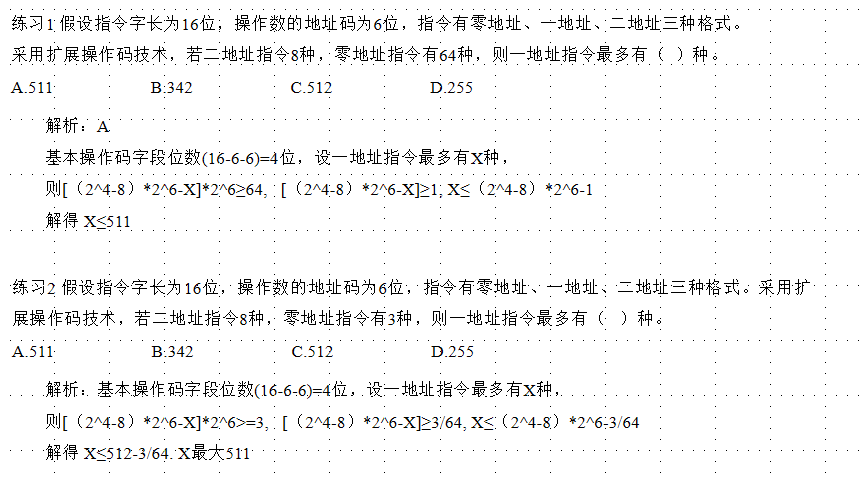 练习1 假设指令字长为16位，操作数的地址码为6位，指令有零地址、一地址、二地址三种格式。
采用扩展操作码技术，若二地址指令8种，零地址指令有64种，则一地址指令最多有（ ）种。
A.511 B.342 C.512 D.255
解析：A
基本操作码字段位数(16-6-6)=4位，设一地址指令最多有X种，
则[（2^4-8）*2^6-X]*2^6≥64, [（2^4-8）*2^6-X]≥1, X≤（2^4-8）*2^6-1
解得 X≤511
练习2 假设指令字长为16位，操作数的地址码为6位，指令有零地址、一地址、二地址三种格式。采用扩
展操作码技术，若二地址指令8种，零地址指令有3种，则一地址指令最多有（ ）种。
A.511 B.342 C.512 D.255
解析：基本操作码字段位数(16-6-6)=4位，设一地址指令最多有X种，
则[（2^4-8）*2^6-X]*2^6>=3, [（2^4-8）*2^6-X]≥3/64, X≤（2^4-8）*2^6-3/64
解得 X≤512-3/64. X最大511